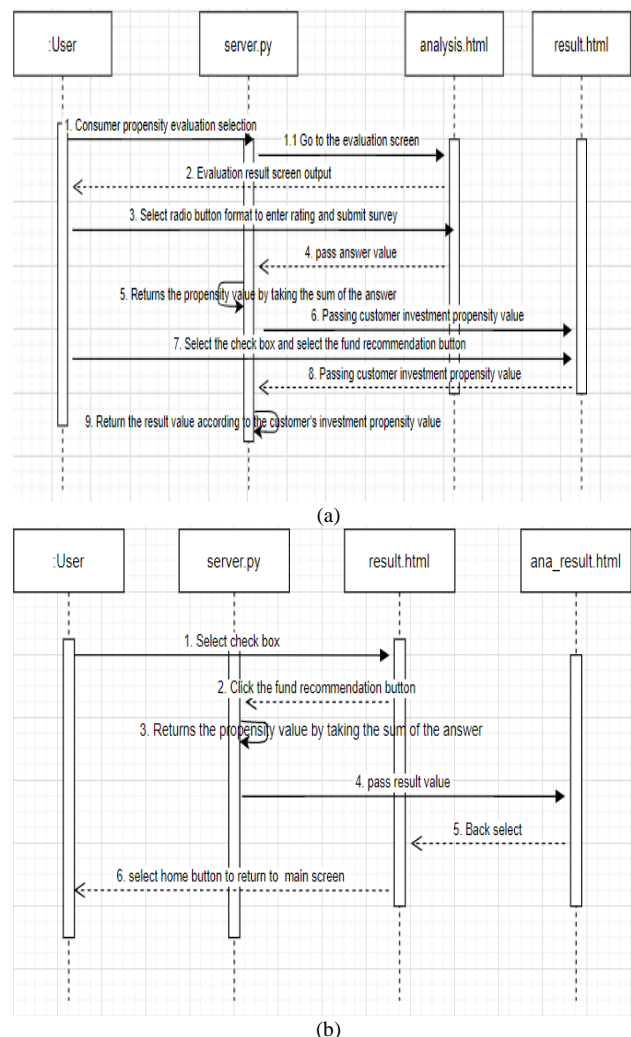 :User
server.py
analysis.html
result.html
1. Consumer propensity evaluation selection
1.1 Go to the evaluation screen
2. Evaluation result screen output
3. Select radio button format to enter rating and submit survey
4. pass answer value
5. Returns the propensity value by taking the sum of the answer
6. Passing customer investment propensity value
7. Select the check box and select the fund recommendation button
8. Passing customer investment propensity value
9. Return the result value according to the customer's investment propensity value
(a)
:User
server.py
result.html
ana_result.html
1. Select check box
2. Click the fund recommendation button
3. Returns the propensity value by taking the sum of the answer
4. pass result value
5. Back select
6. select home button to return to main screen
(b)